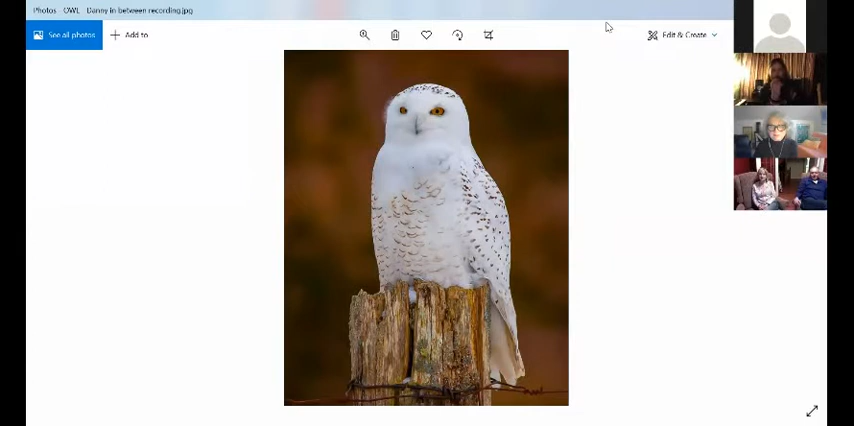 Photos - OWL - Danny in between recording.jpg
See all photos
Add to
Edit & Create